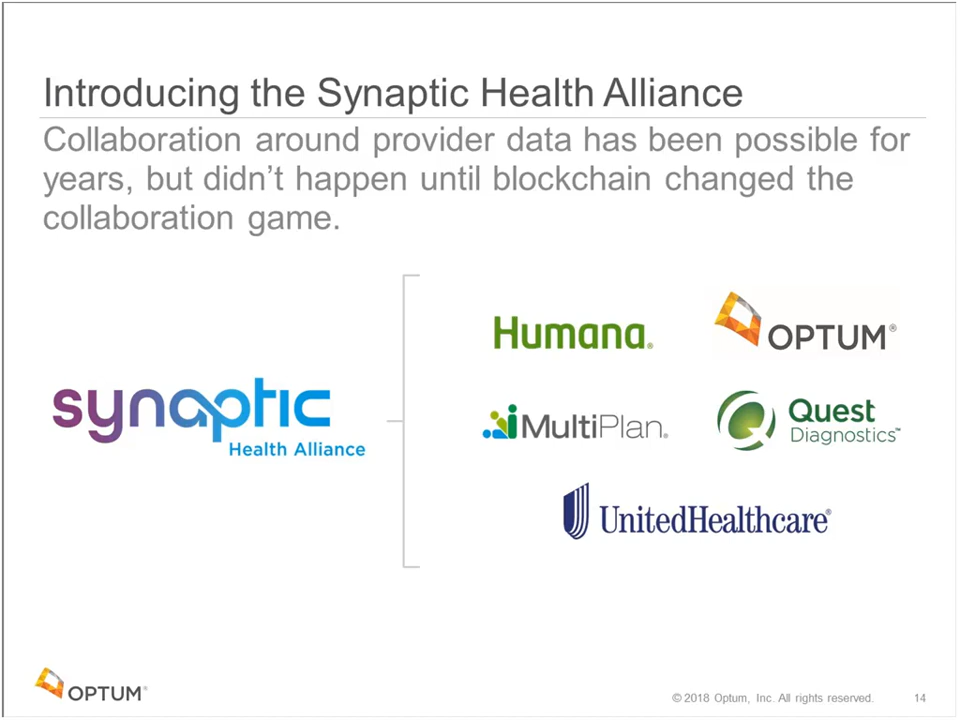 Introducing the Synaptic Health Alliance
Collaboration around provider data has been possible for
years, but didn’t happen until blockchain changed the
collaboration game.
synaptic
Health Alliance
Humana®
OPTUM®
MultiPlan®
Quest
Diagnostics™
UnitedHealthcare®
OPTUM®
© 2018 Optum, Inc. All rights reserved. 14